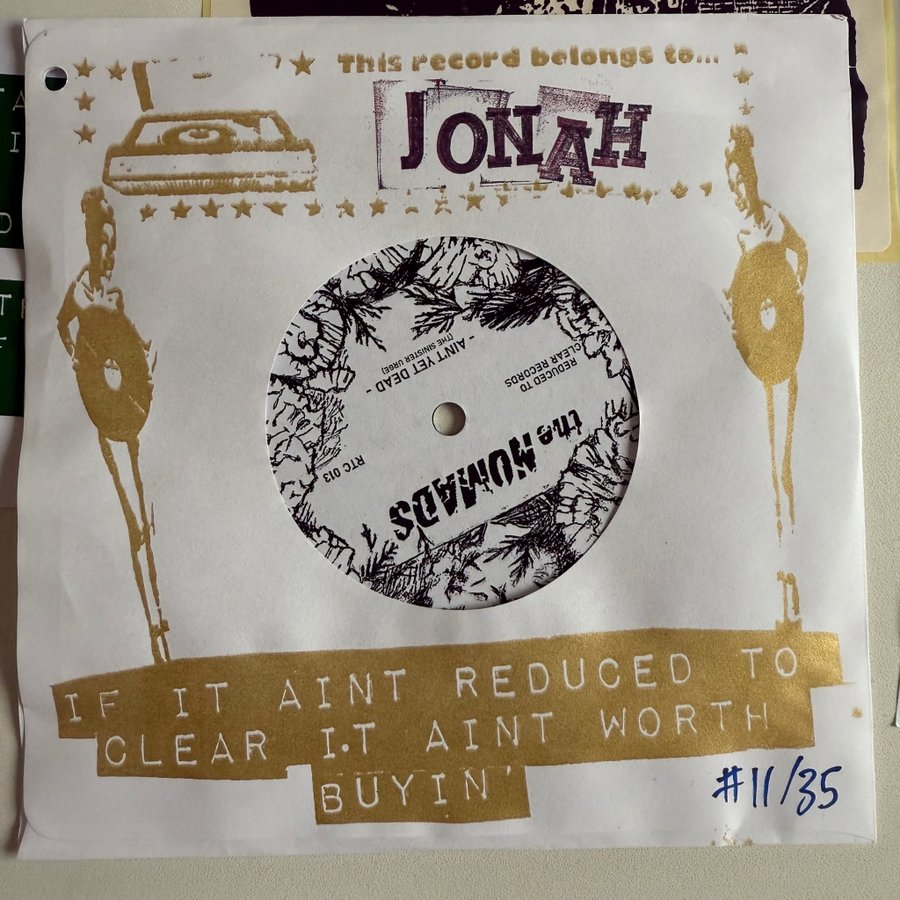 This record belongs to...
JONAH
the NOMADS
RTC 013
REDUCED TO
CLEAR RECORDS
- AIN'T YET DEAD -
(THE SINISTER URGE)
IF IT AINT REDUCED TO
CLEAR I.T AINT WORTH
BUYIN'
#11/35